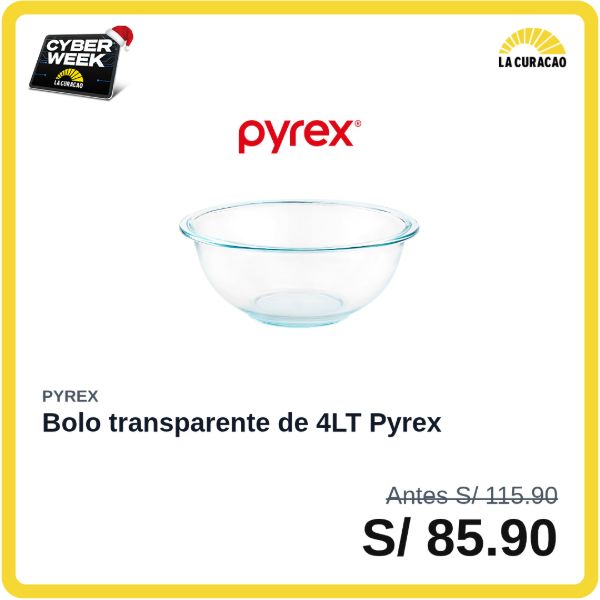 CYBER
WEEK
LA CURACAO
LA CURACAO
pyrex®
PYREX
Bolo transparente de 4LT Pyrex
Antes S/ 115.90
S/ 85.90